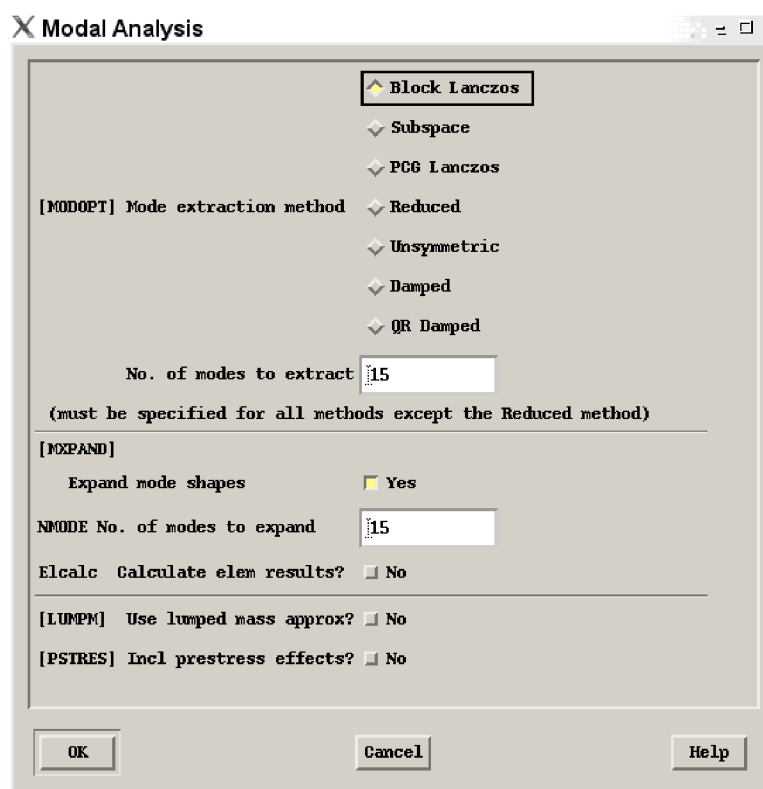 Modal Analysis
Block Lanczos
Subspace
PCG Lanczos
[MODOPT] Mode extraction method Reduced
Unsymmetric
Damped
QR Damped
No. of modes to extract 15
(must be specified for all methods except the Reduced method)
[MXPAND]
Expand mode shapes Yes
NMODE No. of modes to expand 15
Elcalc Calculate elem results? No
[LUMPM] Use lumped mass approx? No
[PSTRES] Incl prestress effects? No
OK Cancel Help